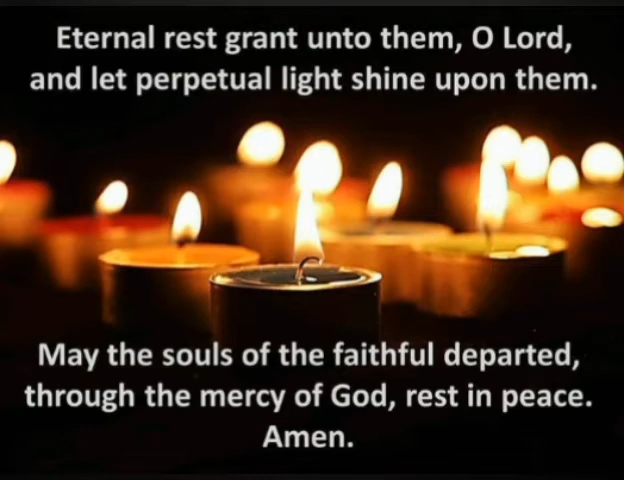 Eternal rest grant unto them, O Lord,
and let perpetual light shine upon them.
May the souls of the faithful departed,
through the mercy of God, rest in peace.
Amen.